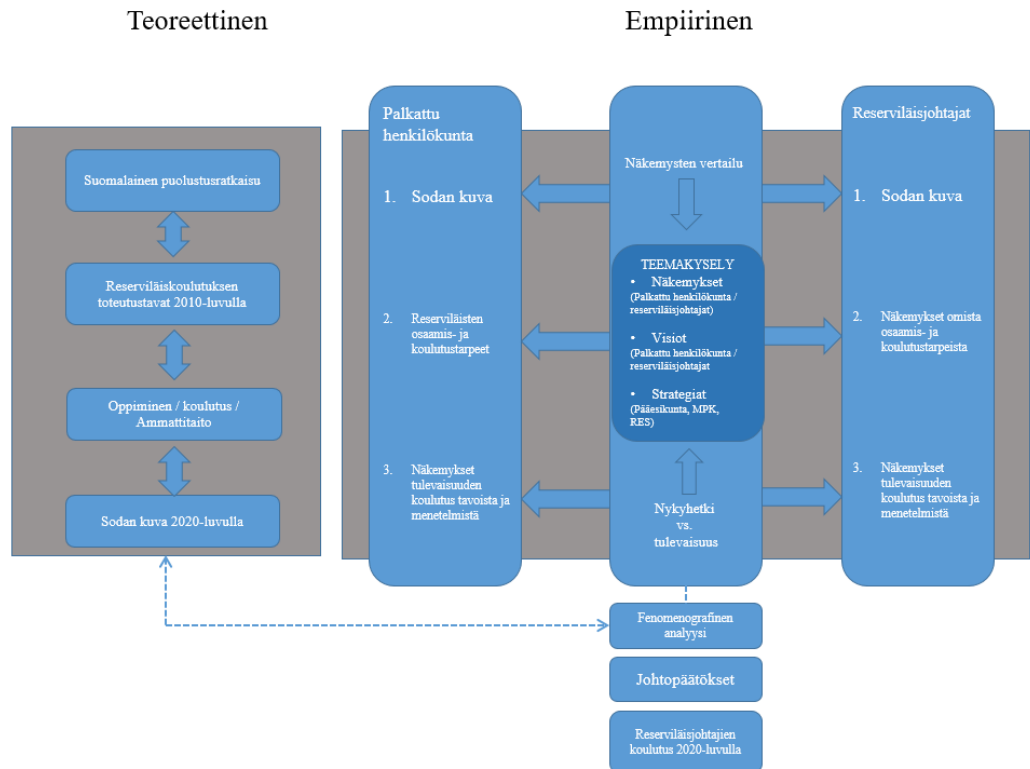 Teoreettinen
Empiirinen
Suomalainen puolustusratkaisu
Reserviläiskoulutuksen
toteutustavat 2010-luvulla
Oppiminen / koulutus /
Ammattitaito
Sodan kuva 2020-luvulla
Palkattu
henkilökunta
1. Sodan kuva
2. Reserviläisten
osaamis- ja
koulutustarpeet
3. Näkemykset
tulevaisuuden
koulutus tavoista ja
menetelmistä
Näkemysten vertailu
TEEMAKYSELY
• Näkemykset
(Palkattu henkilökunta /
reserviläisjohtajat)
• Visiot
(Palkattu henkilökunta /
reserviläisjohtajat
• Strategiat
(Pääesikunta, MPK,
RES)
Nykyhetki
vs.
tulevaisuus
Reserviläisjohtajat
1. Sodan kuva
2. Näkemykset omista
osaamis- ja
koulutustarpeista
3. Näkemykset
tulevaisuuden
koulutus tavoista ja
menetelmistä
Fenomenografinen
analyysi
Johtopäätökset
Reserviläisjohtajien
koulutus 2020-luvulla